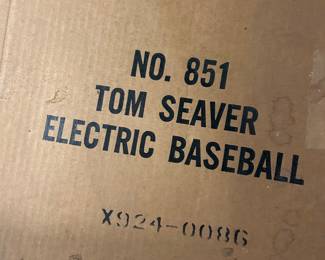 NO. 851
TOM SEAVER
ELECTRIC BASEBALL
X924-0086